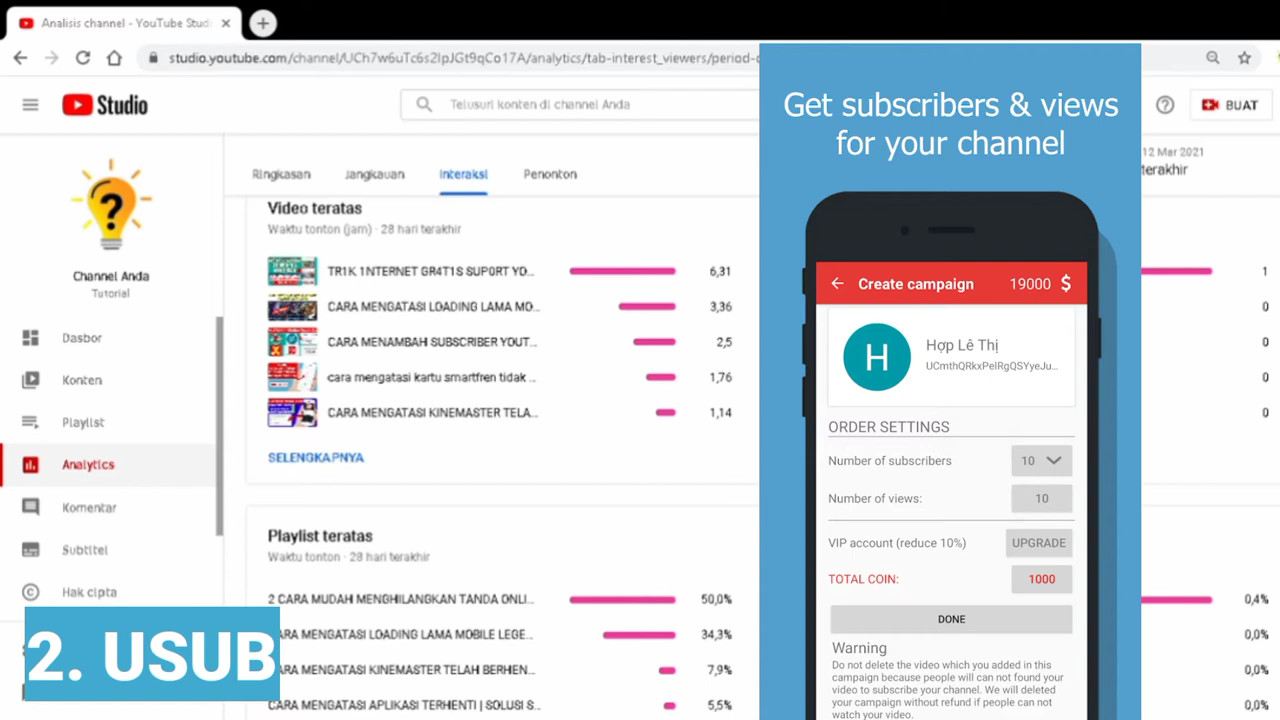 Analisis channel - YouTube Stud
studio.youtube.com/channel/UCh7w6uTc6s2IpJGt9qCo17A/analytics/tab-interest_viewers/period-
Studio
Telusuri konten di channel Anda
BUAT
12 Mar 2021
terakhir
Channel Anda
Tutorial
Dasbor
Konten
Playlist
Analytics
Komentar
Subtitel
Hak cipta
Ringkasan
Jangkauan
Interaksi
Penonton
Video teratas
Waktu tonton (jam) · 28 hari terakhir
TR1K 1NTERNET GR4T1S SUP0RT YO... 6,31
CARA MENGATASI LOADING LAMA MO... 3,36
CARA MENAMBAH SUBSCRIBER YOUT... 2,5
cara mengatasi kartu smartfren tidak ... 1,76
CARA MENGATASI KINEMASTER TELA... 1,14
SELENGKAPNYA
Playlist teratas
Waktu tonton · 28 hari terakhir
2 CARA MUDAH MENGHILANGKAN TANDA ONLI... 50,0%
ARA MENGATASI LOADING LAMA MOBILE LEGE... 34,3%
ARA MENGATASI KINEMASTER TELAH BERHEN... 7,9%
CARA MENGATASI APLIKASI TERHENTI | SOLUSI S... 5,5%
1
0
0
0
0
0,4%
0,0%
0,0%
0,0%
2. USUB
Get subscribers & views
for your channel
Create campaign 19000 $
H
Hợp Lê Thị
UCmthQRkxPeIRgQSYyeJu...
ORDER SETTINGS
Number of subscribers 10
Number of views: 10
VIP account (reduce 10%) UPGRADE
TOTAL COIN: 1000
DONE
Warning
Do not delete the video which you added in this
campaign because people will can not found your
video to subscribe your channel. We will deleted
your campaign without refund if people can not
watch your video.